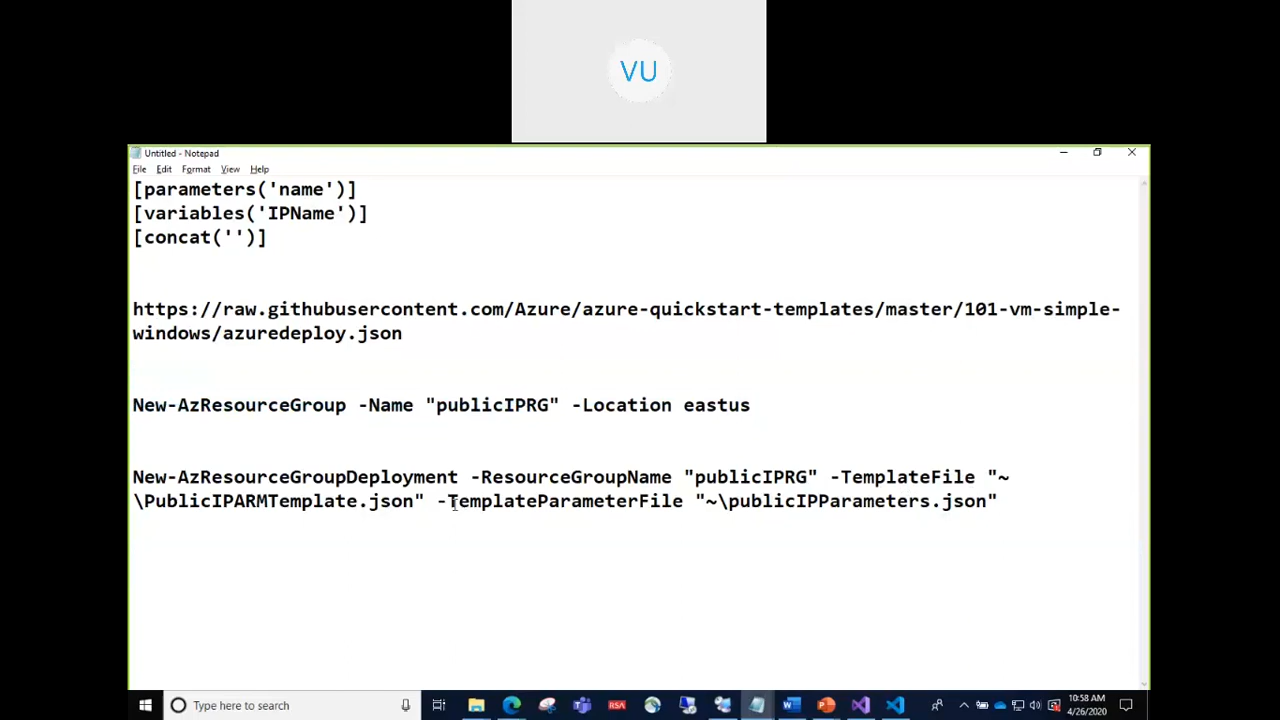 VU
Untitled - Notepad
File Edit Format View Help
[parameters('name')]
[variables('IPName')]
[concat('')]
https://raw.githubusercontent.com/Azure/azure-quickstart-templates/master/101-vm-simple-
windows/azuredeploy.json
New-AzResourceGroup -Name "publicIPRG" -Location eastus
New-AzResourceGroupDeployment -ResourceGroupName "publicIPRG" -TemplateFile "~
\PublicIPARMTemplate.json" -TemplateParameterFile "~\publicIPParameters.json"
Type here to search
RSA
10:58 AM
4/26/2020